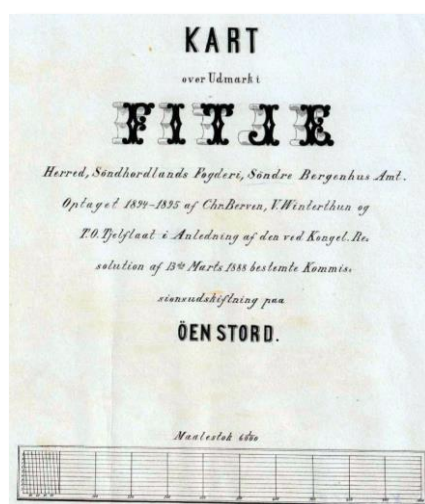 KART
over Udmark i
FITJE
Herred, Söndhordlands Fogderi, Söndre Bergenhus Amt.
Optaget 1894-1895 af Chr. Berven, V. Winterthun og
T. O. Tjelflaat i Anledning af den ved Kongel. Re-
solution af 13de Marts 1888 bestemte Kommis-
sionsudskiftning paa
ÖEN STORD.
Maalestok